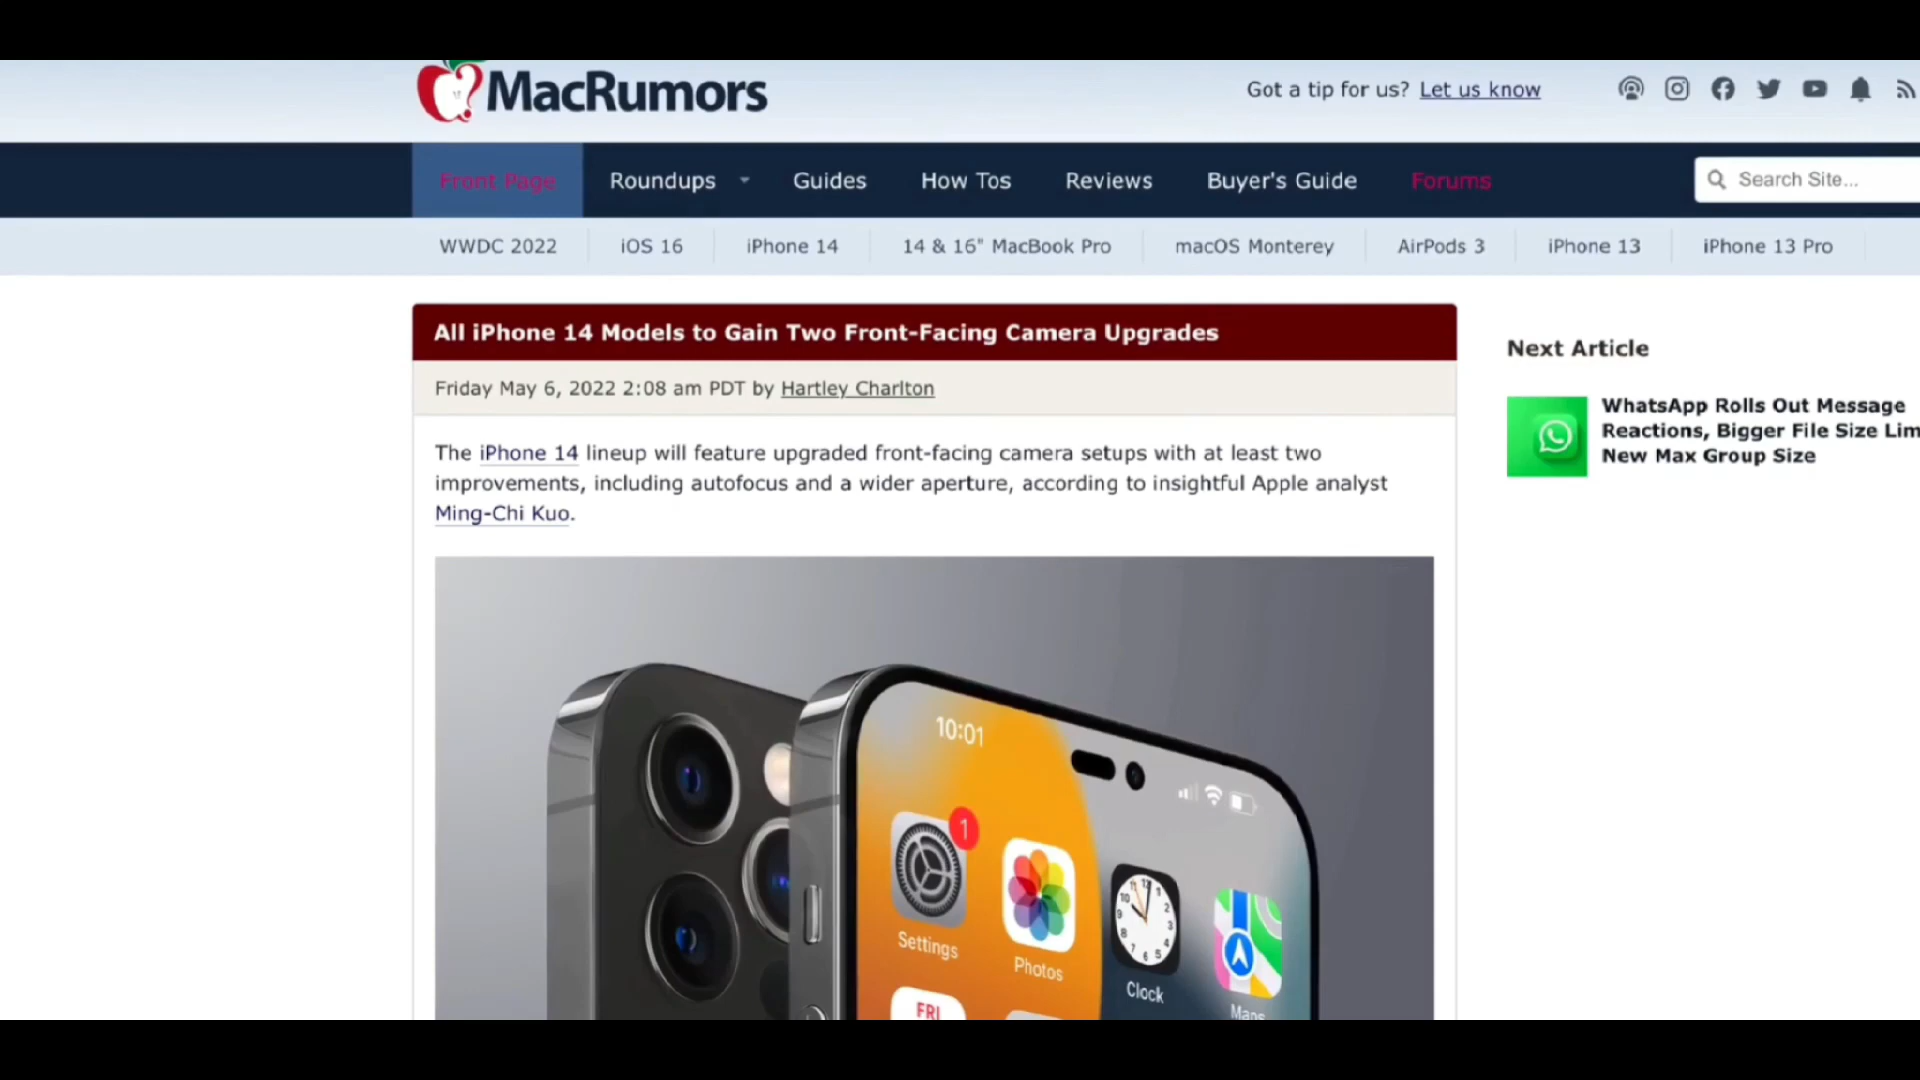 MacRumors
Got a tip for us? Let us know
Front Page Roundups Guides How Tos Reviews Buyer's Guide Forums Search Site...
WWDC 2022 iOS 16 iPhone 14 14 & 16" MacBook Pro macOS Monterey AirPods 3 iPhone 13 iPhone 13 Pro
All iPhone 14 Models to Gain Two Front-Facing Camera Upgrades
Friday May 6, 2022 2:08 am PDT by Hartley Charlton
The iPhone 14 lineup will feature upgraded front-facing camera setups with at least two
improvements, including autofocus and a wider aperture, according to insightful Apple analyst
Ming-Chi Kuo.
Next Article
WhatsApp Rolls Out Message
Reactions, Bigger File Size Lim
New Max Group Size
10:01
1
Settings
Photos
Clock
Maps
FRI